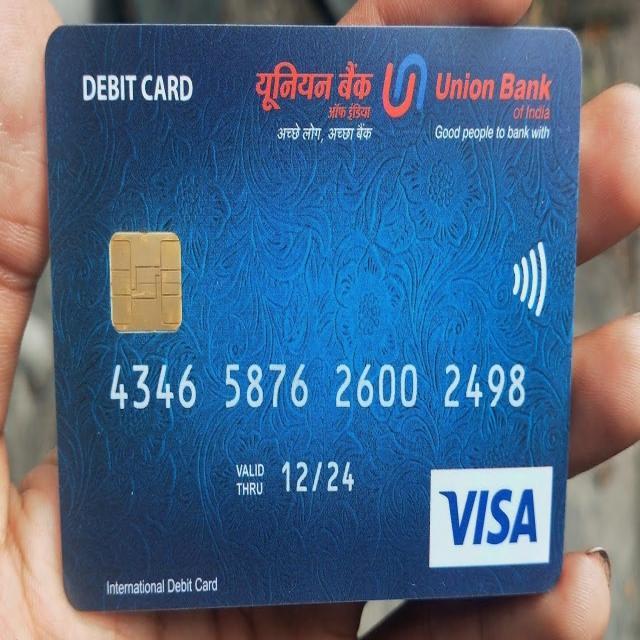 DEBIT CARD
यूनियन बैंक
ऑफ इंडिया
अच्छे लोग, अच्छा बैंक
Union Bank
of India
Good people to bank with
4346 5876 2600 2498
VALID
THRU
12/24
VISA
International Debit Card